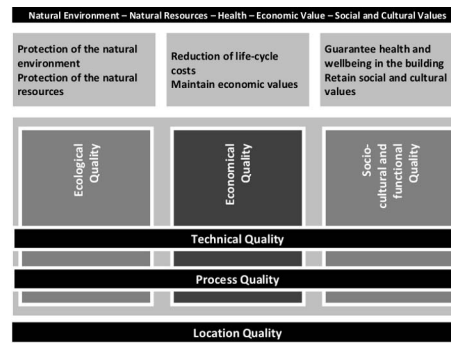 Natural Environment – Natural Resources – Health – Economic Value – Social and Cultural Values
Protection of the natural
environment
Protection of the natural
resources
Reduction of life-cycle
costs
Maintain economic values
Guarantee health and
wellbeing in the building
Retain social and cultural
values
Ecological
Quality
Economical
Quality
Socio-
cultural and
functional
Quality
Technical Quality
Process Quality
Location Quality